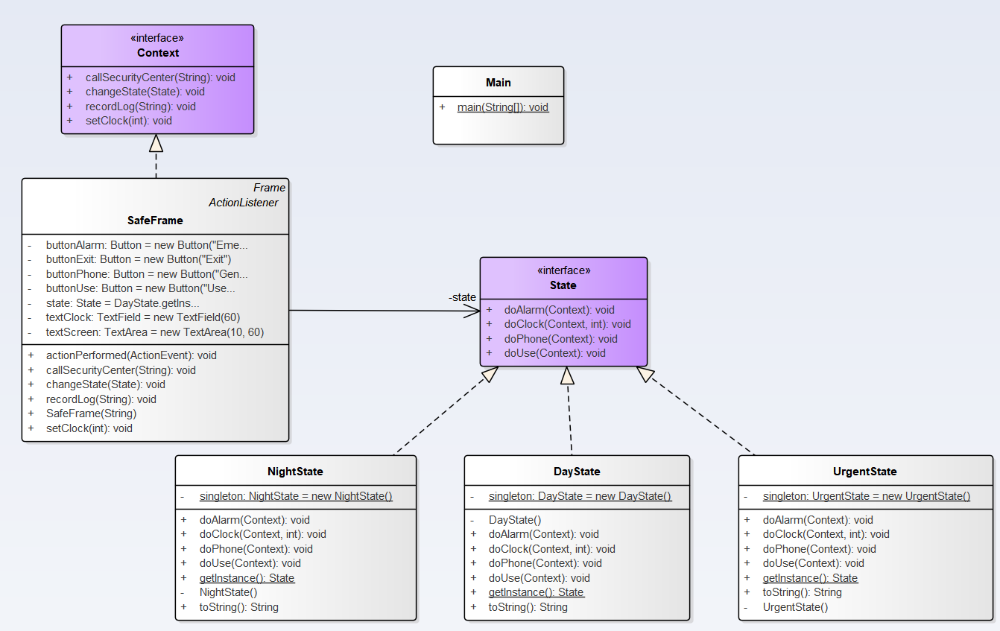 «interface»
Context
+ callSecurityCenter(String): void
+ changeState(State): void
+ recordLog(String): void
+ setClock(int): void
Main
+ main(String[]): void
Frame
ActionListener
SafeFrame
- buttonAlarm: Button = new Button("Eme...
- buttonExit: Button = new Button("Exit")
- buttonPhone: Button = new Button("Gen...
- buttonUse: Button = new Button("Use...
- state: State = DayState.getIns...
- textClock: TextField = new TextField(60)
- textScreen: TextArea = new TextArea(10, 60)
+ actionPerformed(ActionEvent): void
+ callSecurityCenter(String): void
+ changeState(State): void
+ recordLog(String): void
+ SafeFrame(String)
+ setClock(int): void
-state
«interface»
State
+ doAlarm(Context): void
+ doClock(Context, int): void
+ doPhone(Context): void
+ doUse(Context): void
NightState
- singleton: NightState = new NightState()
+ doAlarm(Context): void
+ doClock(Context, int): void
+ doPhone(Context): void
+ doUse(Context): void
+ getInstance(): State
- NightState()
+ toString(): String
DayState
- singleton: DayState = new DayState()
- DayState()
+ doAlarm(Context): void
+ doClock(Context, int): void
+ doPhone(Context): void
+ doUse(Context): void
+ getInstance(): State
+ toString(): String
UrgentState
- singleton: UrgentState = new UrgentState()
+ doAlarm(Context): void
+ doClock(Context, int): void
+ doPhone(Context): void
+ doUse(Context): void
+ getInstance(): State
+ toString(): String
- UrgentState()